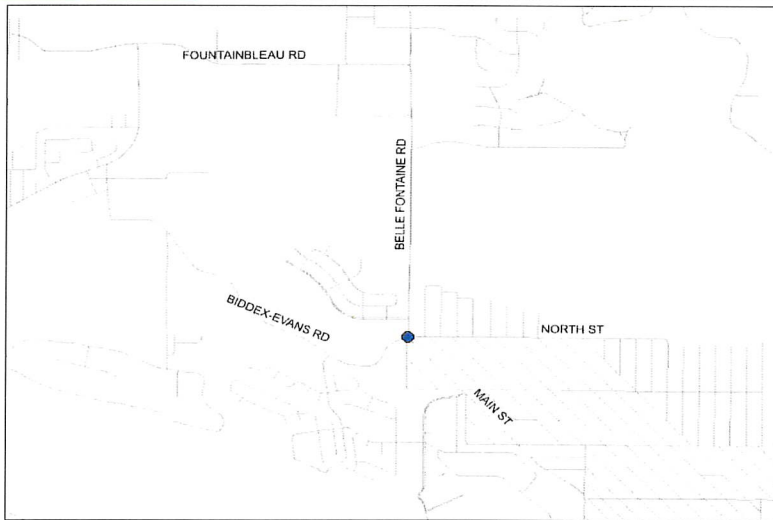 FOUNTAINBLEAU RD
BELLE FONTAINE RD
BIDDEX-EVANS RD
NORTH ST
MAIN ST